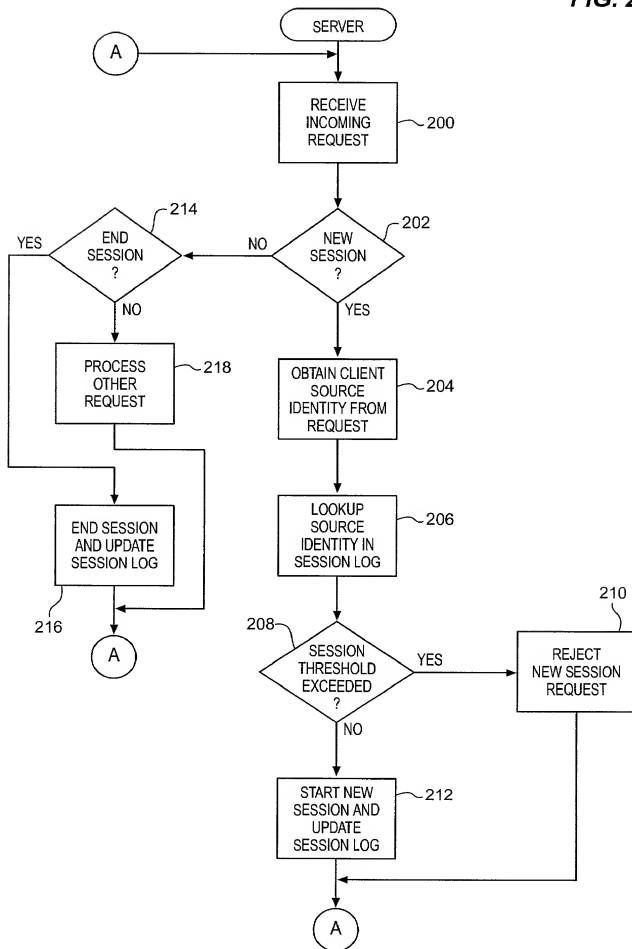 FIG. 2
SERVER
A
RECEIVE
INCOMING
REQUEST
200
214
202
END
SESSION
?
YES
NO
NEW
SESSION
?
NO
YES
PROCESS
OTHER
REQUEST
218
OBTAIN CLIENT
SOURCE
IDENTITY FROM
REQUEST
204
END SESSION
AND UPDATE
SESSION LOG
216
LOOKUP
SOURCE
IDENTITY IN
SESSION LOG
206
A
208
SESSION
THRESHOLD
EXCEEDED
?
YES
NO
210
REJECT
NEW SESSION
REQUEST
START NEW
SESSION AND
UPDATE
SESSION LOG
212
A